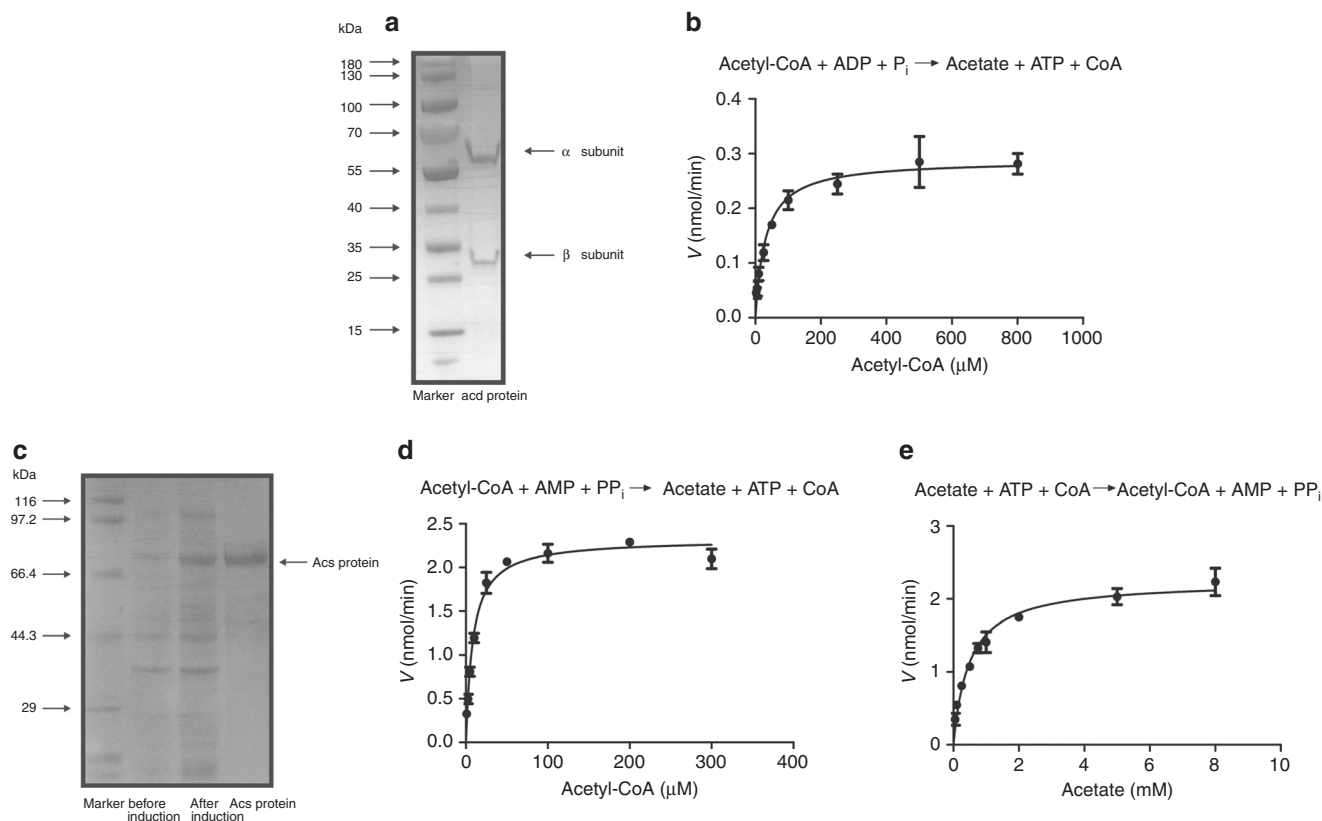 a
kDa
180
130
100
70
55
40
35
25
15
α subunit
β subunit
Marker acd protein
b
Acetyl-CoA + ADP + Pi → Acetate + ATP + CoA
V (nmol/min)
0.4
0.3
0.2
0.1
0.0
0 200 400 600 800 1000
Acetyl-CoA (μM)
c
kDa
116
97.2
66.4
44.3
29
Acs protein
Marker before After Acs protein
induction induction
d
Acetyl-CoA + AMP + PPi → Acetate + ATP + CoA
V (nmol/min)
2.5
2.0
1.5
1.0
0.5
0.0
0 100 200 300 400
Acetyl-CoA (μM)
e
Acetate + ATP + CoA → Acetyl-CoA + AMP + PPi
V (nmol/min)
3
2
1
0
0 2 4 6 8 10
Acetate (mM)